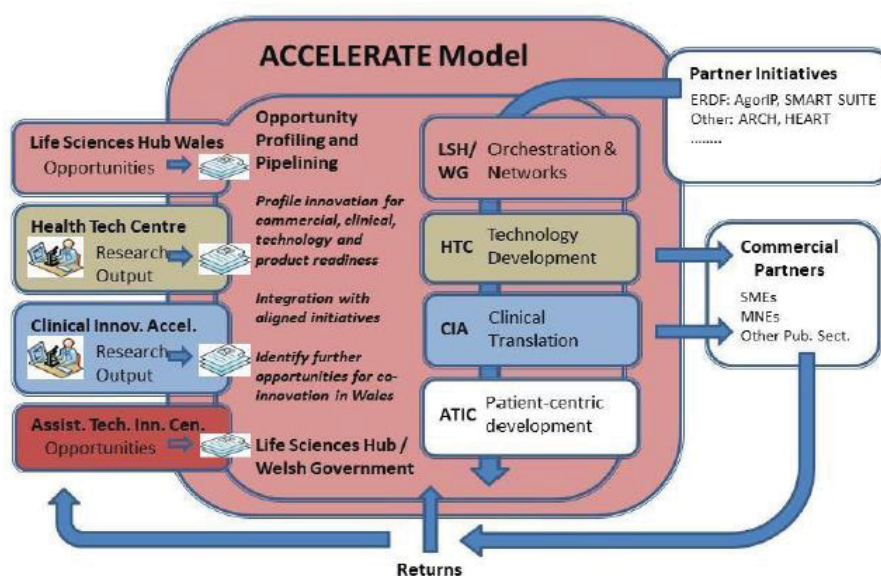 ACCELERATE Model
Life Sciences Hub Wales
Opportunities
Health Tech Centre
Research
Output
Clinical Innov. Accel.
Research
Output
Assist. Tech. Inn. Cen.
Opportunities
Opportunity
Profiling and
Pipelining
Profile innovation for
commercial, clinical,
technology and
product readiness
Integration with
aligned initiatives
Identify further
opportunities for co-
innovation in Wales
Life Sciences Hub /
Welsh Government
LSH/
WG
Orchestration &
Networks
HTC
Technology
Development
CIA
Clinical
Translation
ATIC
Patient-centric
development
Partner Initiatives
ERDF: AgorIP, SMART SUITE
Other: ARCH, HEART
........
Commercial
Partners
SMEs
MNEs
Other Pub. Sect.
Returns